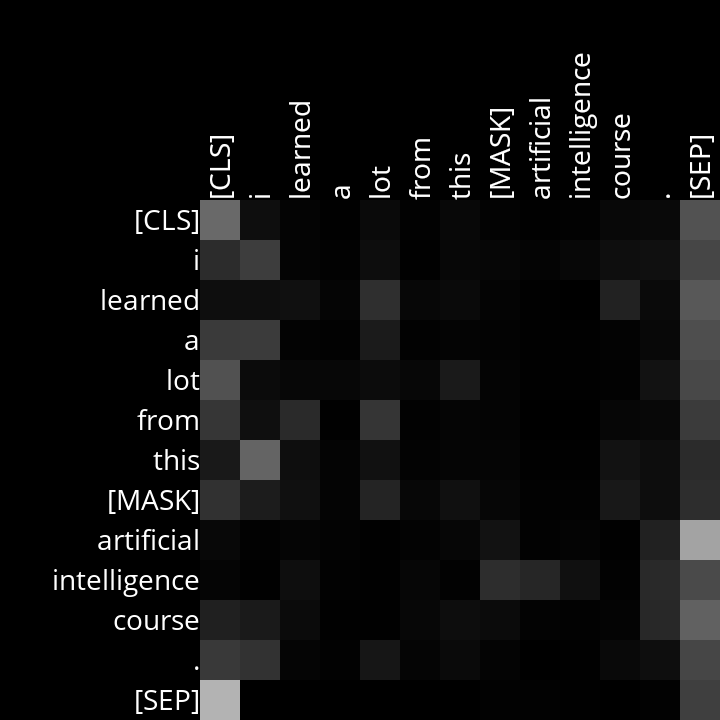 [CLS]
i
learned
a
lot
from
this
[MASK]
artificial
intelligence
course
.
[SEP]
[CLS]
i
learned
a
lot
from
this
[MASK]
artificial
intelligence
course
.
[SEP]